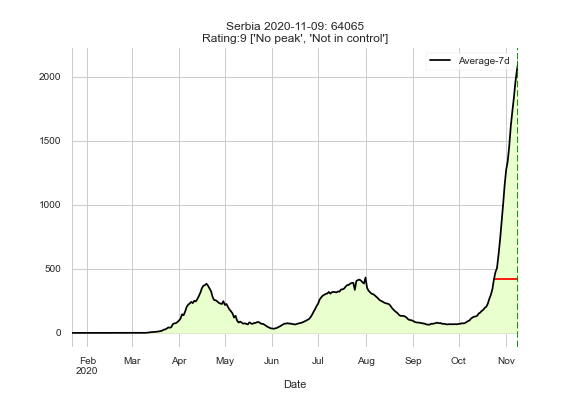 Serbia 2020-11-09: 64065
Rating:9 ['No peak', 'Not in control']
Average-7d
2000
1500
1000
500
0
Feb Mar Apr May Jun Jul Aug Sep Oct Nov
2020
Date